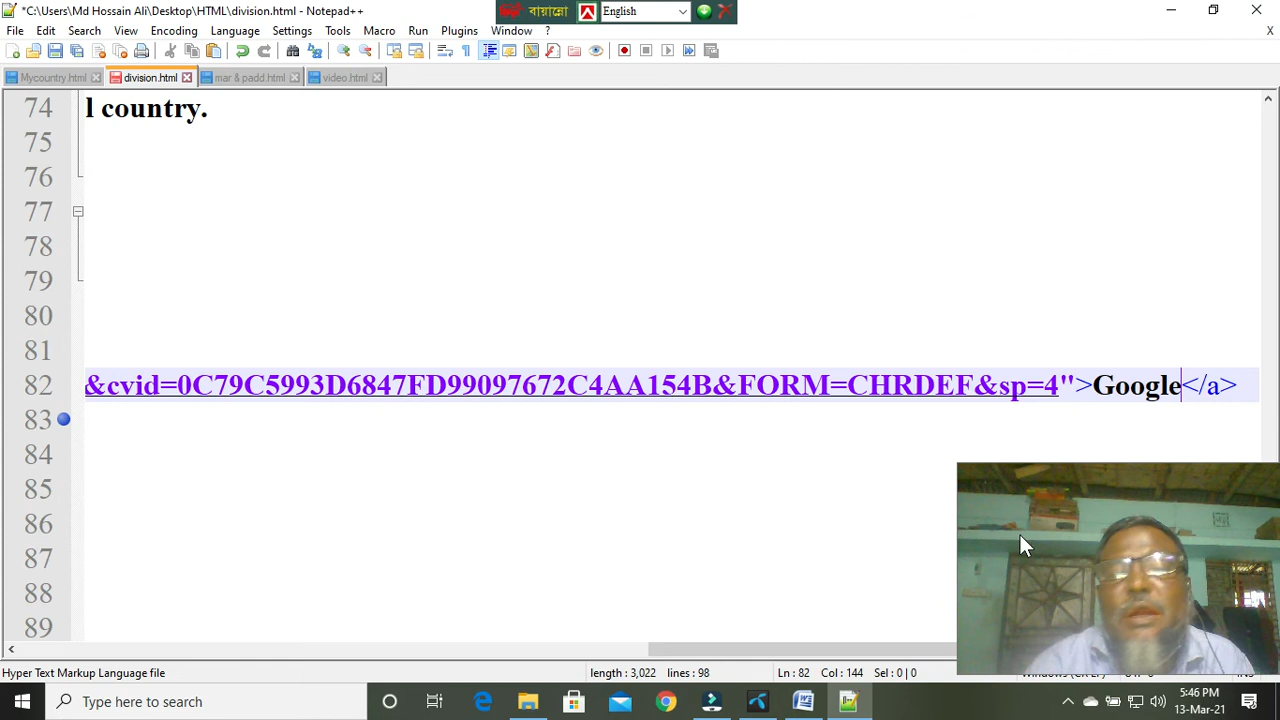 *C:\Users\Md Hossain Ali\Desktop\HTML\division.html - Notepad++
বায়ান্নো
English
File Edit Search View Encoding Language Settings Tools Macro Run Plugins Window ? X
Mycountry.html division.html mar & padd.html video.html
74 l country.
75
76
77
78
79
80
81
82 &cvid=0C79C5993D6847FD99097672C4AA154B&FORM=CHRDEF&sp=4">Google</a>
83
84
85
86
87
88
89
Hyper Text Markup Language file length : 3,022 lines : 98 Ln : 82 Col : 144 Sel : 0 | 0
Type here to search
5:46 PM
13-Mar-21